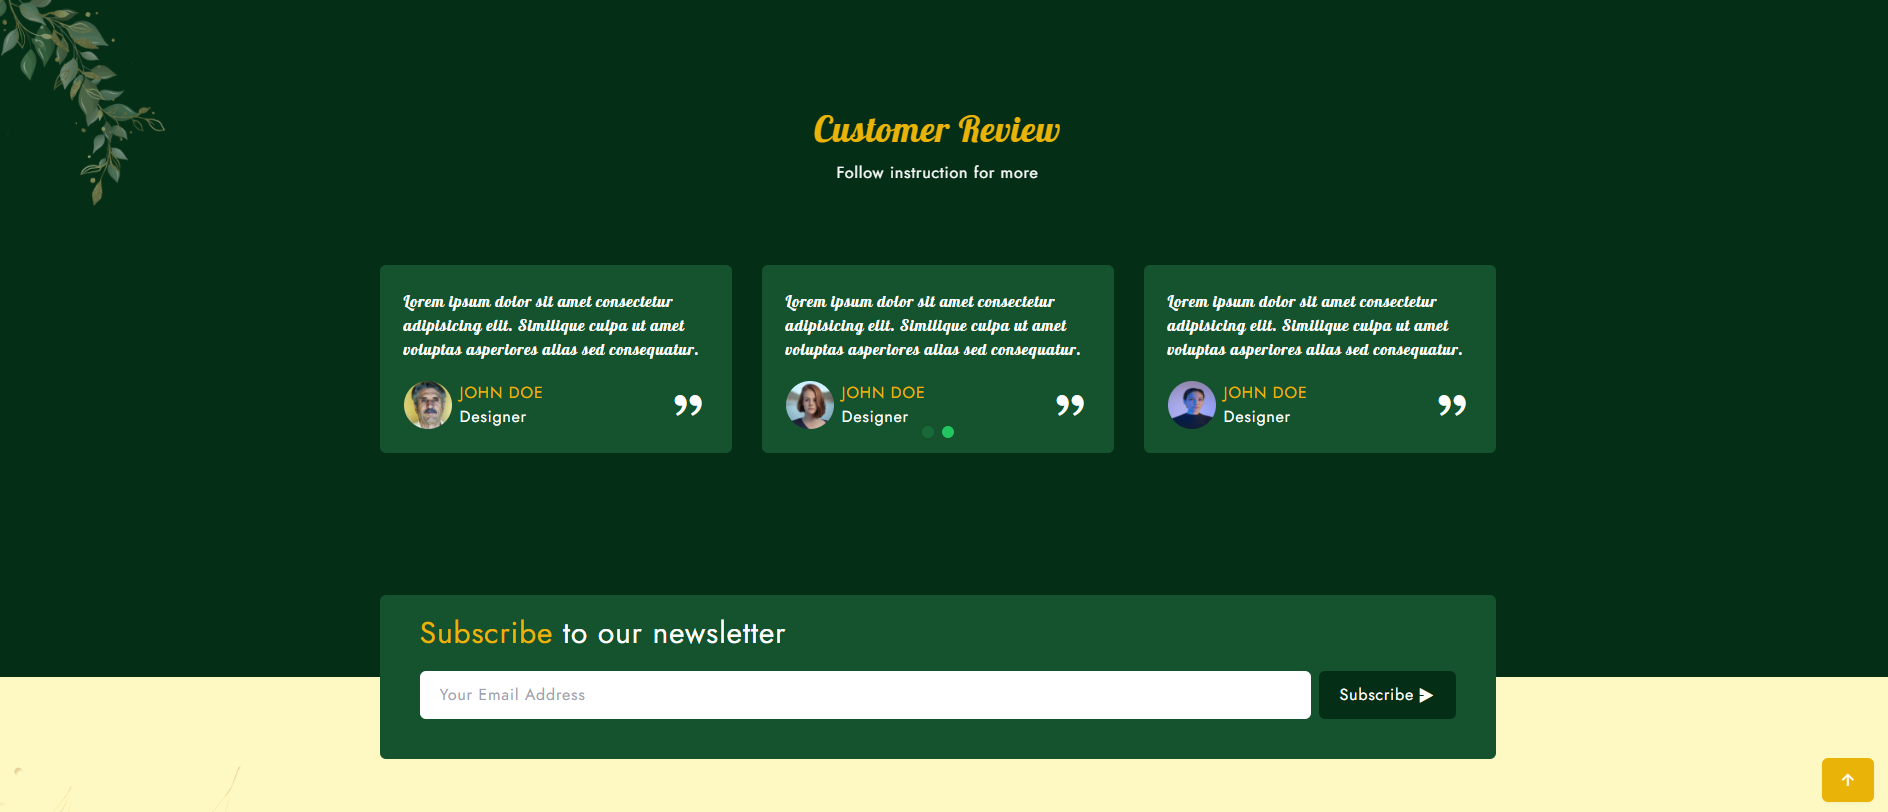 Customer Review
Follow instruction for more
Lorem ipsum dolor sit amet consectetur
adipisicing elit. Similique culpa ut amet
voluptas asperiores alias sed consequatur.
JOHN DOE
Designer
”
Lorem ipsum dolor sit amet consectetur
adipisicing elit. Similique culpa ut amet
voluptas asperiores alias sed consequatur.
JOHN DOE
Designer
”
Lorem ipsum dolor sit amet consectetur
adipisicing elit. Similique culpa ut amet
voluptas asperiores alias sed consequatur.
JOHN DOE
Designer
”
Subscribe to our newsletter
Your Email Address
Subscribe